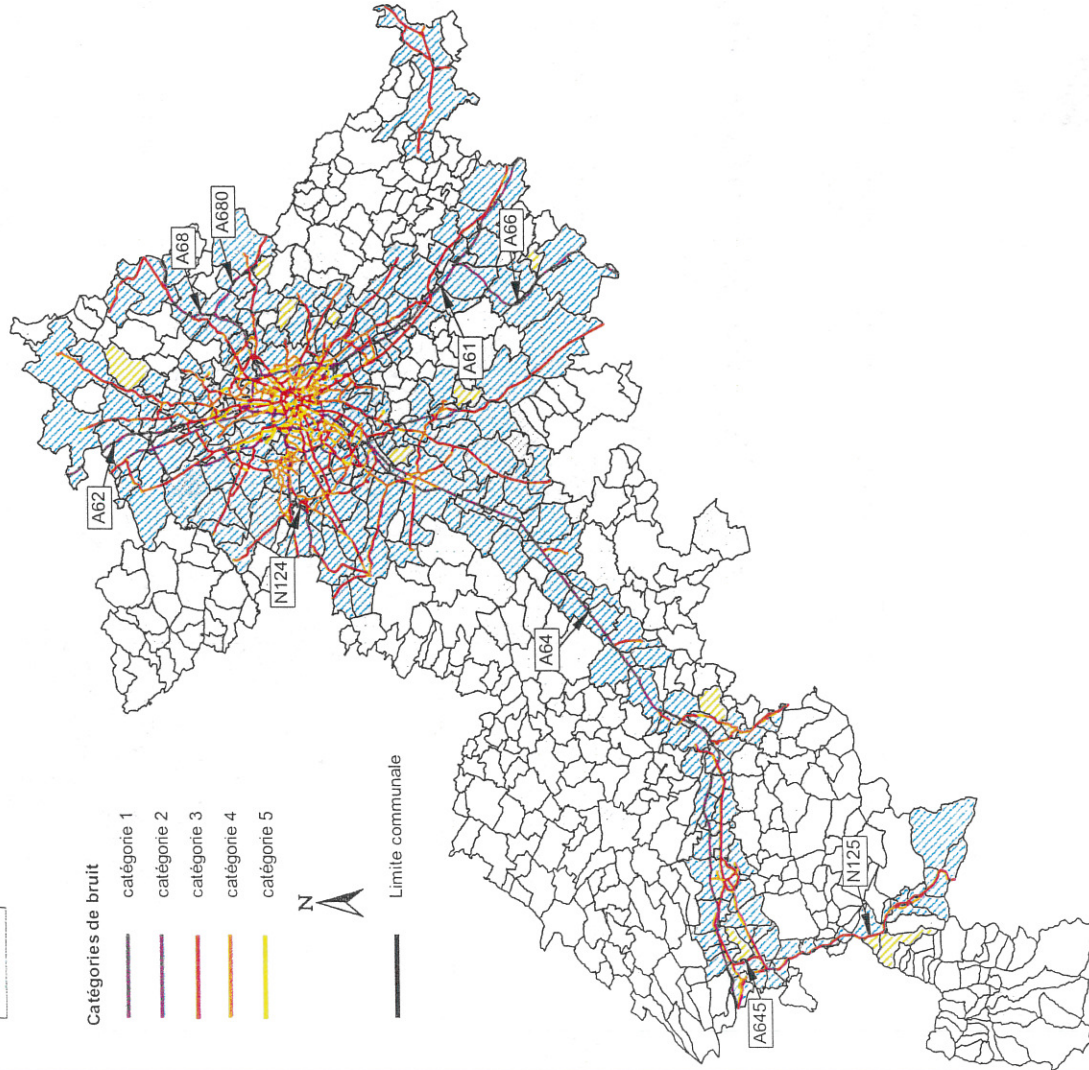 Catégories de bruit
catégorie 1
catégorie 2
catégorie 3
catégorie 4
catégorie 5
N
Limite communale
A62
A68
A680
N124
A61
A66
A64
N125
A645